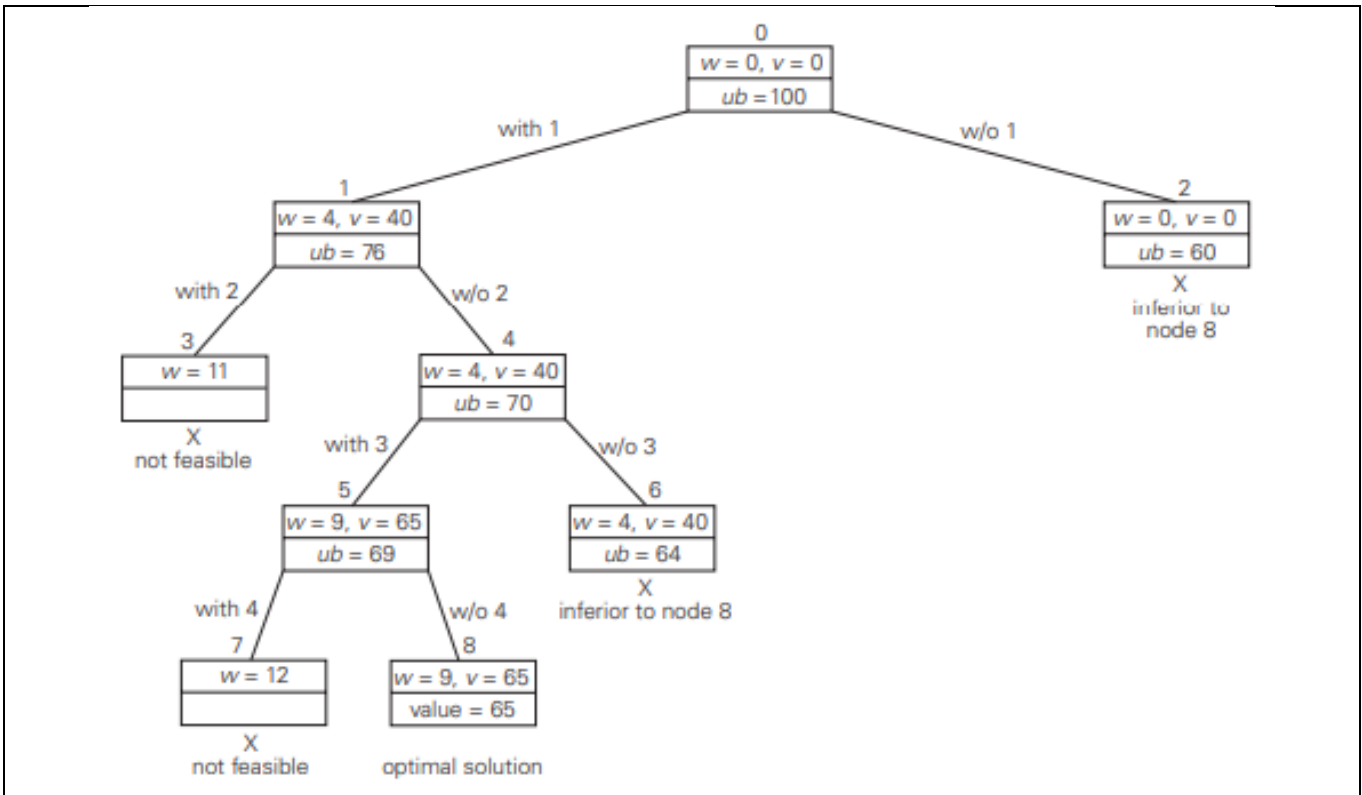 0
w = 0, v = 0
ub = 100
with 1
w/o 1
1
2
w = 4, v = 40
w = 0, v = 0
ub = 76
ub = 60
X
inferior to
node 8
with 2
w/o 2
3
4
w = 11
w = 4, v = 40
ub = 70
X
not feasible
with 3
w/o 3
5
6
w = 9, v = 65
w = 4, v = 40
ub = 69
ub = 64
X
inferior to node 8
with 4
w/o 4
7
8
w = 12
w = 9, v = 65
value = 65
X
not feasible
optimal solution